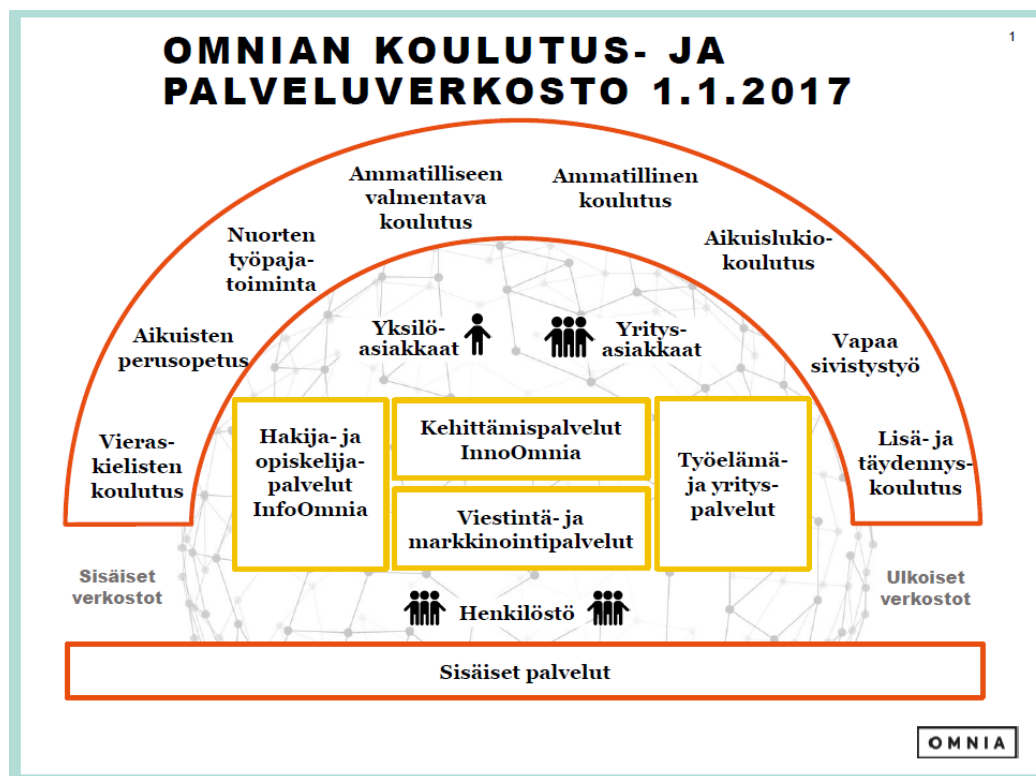 OMNIAN KOULUTUS- JA
PALVELUVERKOSTO 1.1.2017
1
Ammatilliseen
valmentava
koulutus
Ammatillinen
koulutus
Nuorten
työpaja-
toiminta
Aikuislukio-
koulutus
Aikuisten
perusopetus
Vapaa
sivistystyö
Vieras-
kielisten
koulutus
Lisä- ja
täydennys-
koulutus
Yksilö-
asiakkaat
Yritys-
asiakkaat
Hakija- ja
opiskelija-
palvelut
InfoOmnia
Kehittämispalvelut
InnoOmnia
Viestintä- ja
markkinointipalvelut
Työelämä-
ja yritys-
palvelut
Sisäiset
verkostot
Ulkoiset
verkostot
Henkilöstö
Sisäiset palvelut
OMNIA